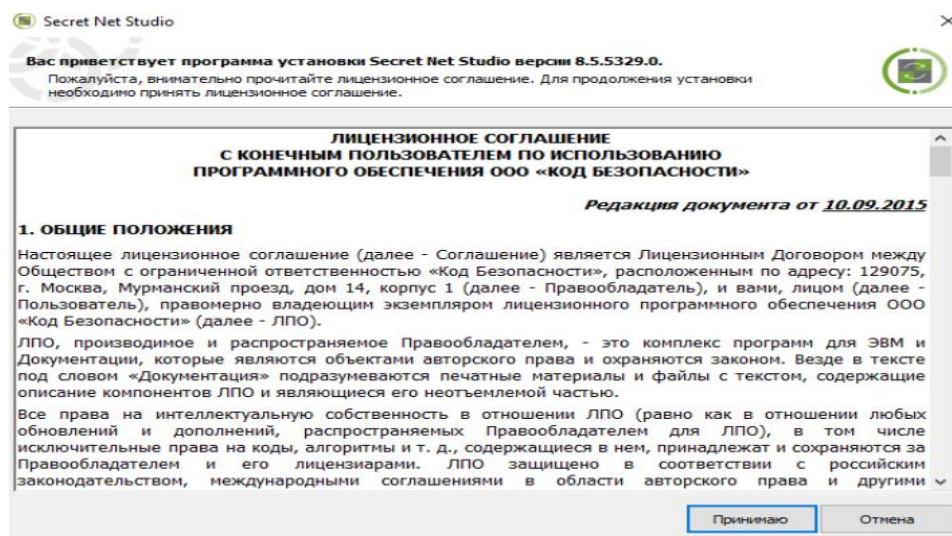 Secret Net Studio
Вас приветствует программа установки Secret Net Studio версии 8.5.5329.0.
Пожалуйста, внимательно прочитайте лицензионное соглашение. Для продолжения установки
необходимо принять лицензионное соглашение.
ЛИЦЕНЗИОННОЕ СОГЛАШЕНИЕ
С КОНЕЧНЫМ ПОЛЬЗОВАТЕЛЕМ ПО ИСПОЛЬЗОВАНИЮ
ПРОГРАММНОГО ОБЕСПЕЧЕНИЯ ООО «КОД БЕЗОПАСНОСТИ»
Редакция документа от 10.09.2015
1. ОБЩИЕ ПОЛОЖЕНИЯ
Настоящее лицензионное соглашение (далее - Соглашение) является Лицензионным Договором между
Обществом с ограниченной ответственностью «Код Безопасности», расположенным по адресу: 129075,
г. Москва, Мурманский проезд, дом 14, корпус 1 (далее - Правообладатель), и вами, лицом (далее -
Пользователь), правомерно владеющим экземпляром лицензионного программного обеспечения ООО
«Код Безопасности» (далее - ЛПО).
ЛПО, производимое и распространяемое Правообладателем, - это комплекс программ для ЭВМ и
Документации, которые являются объектами авторского права и охраняются законом. Везде в тексте
под словом «Документация» подразумеваются печатные материалы и файлы с текстом, содержащие
описание компонентов ЛПО и являющиеся его неотъемлемой частью.
Все права на интеллектуальную собственность в отношении ЛПО (равно как в отношении любых
обновлений и дополнений, распространяемых Правообладателем для ЛПО), в том числе
исключительные права на коды, алгоритмы и т. д., содержащиеся в нем, принадлежат и сохраняются за
Правообладателем и его лицензиарами. ЛПО защищено в соответствии с российским
законодательством, международными соглашениями в области авторского права и другими
Принимаю
Отмена